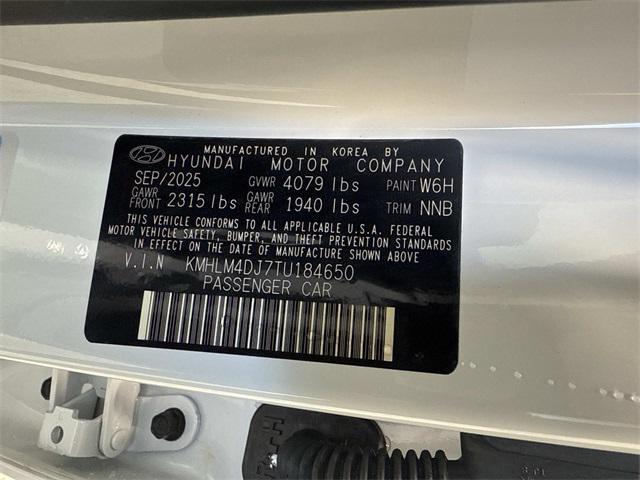 MANUFACTURED IN KOREA BY
HYUNDAI MOTOR COMPANY
SEP/2025 GVWR 4079 lbs PAINT W6H
GAWR FRONT 2315 lbs GAWR REAR 1940 lbs TRIM NNB
THIS VEHICLE CONFORMS TO ALL APPLICABLE U.S.A. FEDERAL
MOTOR VEHICLE SAFETY, BUMPER, AND THEFT PREVENTION STANDARDS
IN EFFECT ON THE DATE OF MANUFACTURE SHOWN ABOVE
V.I.N KMHLM4DJ7TU184650
PASSENGER CAR